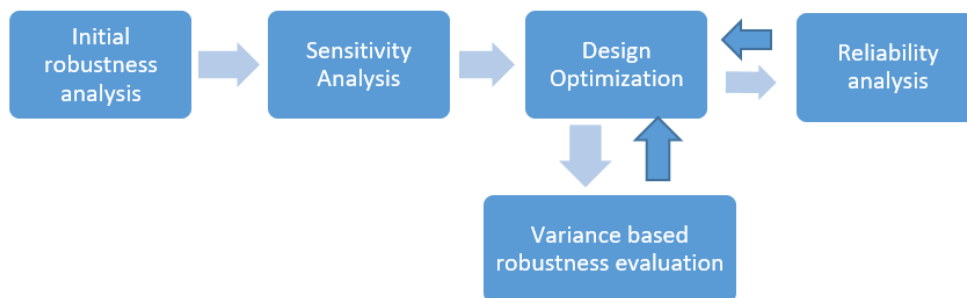 Initial
robustness
analysis
Sensitivity
Analysis
Design
Optimization
Reliability
analysis
Variance based
robustness evaluation